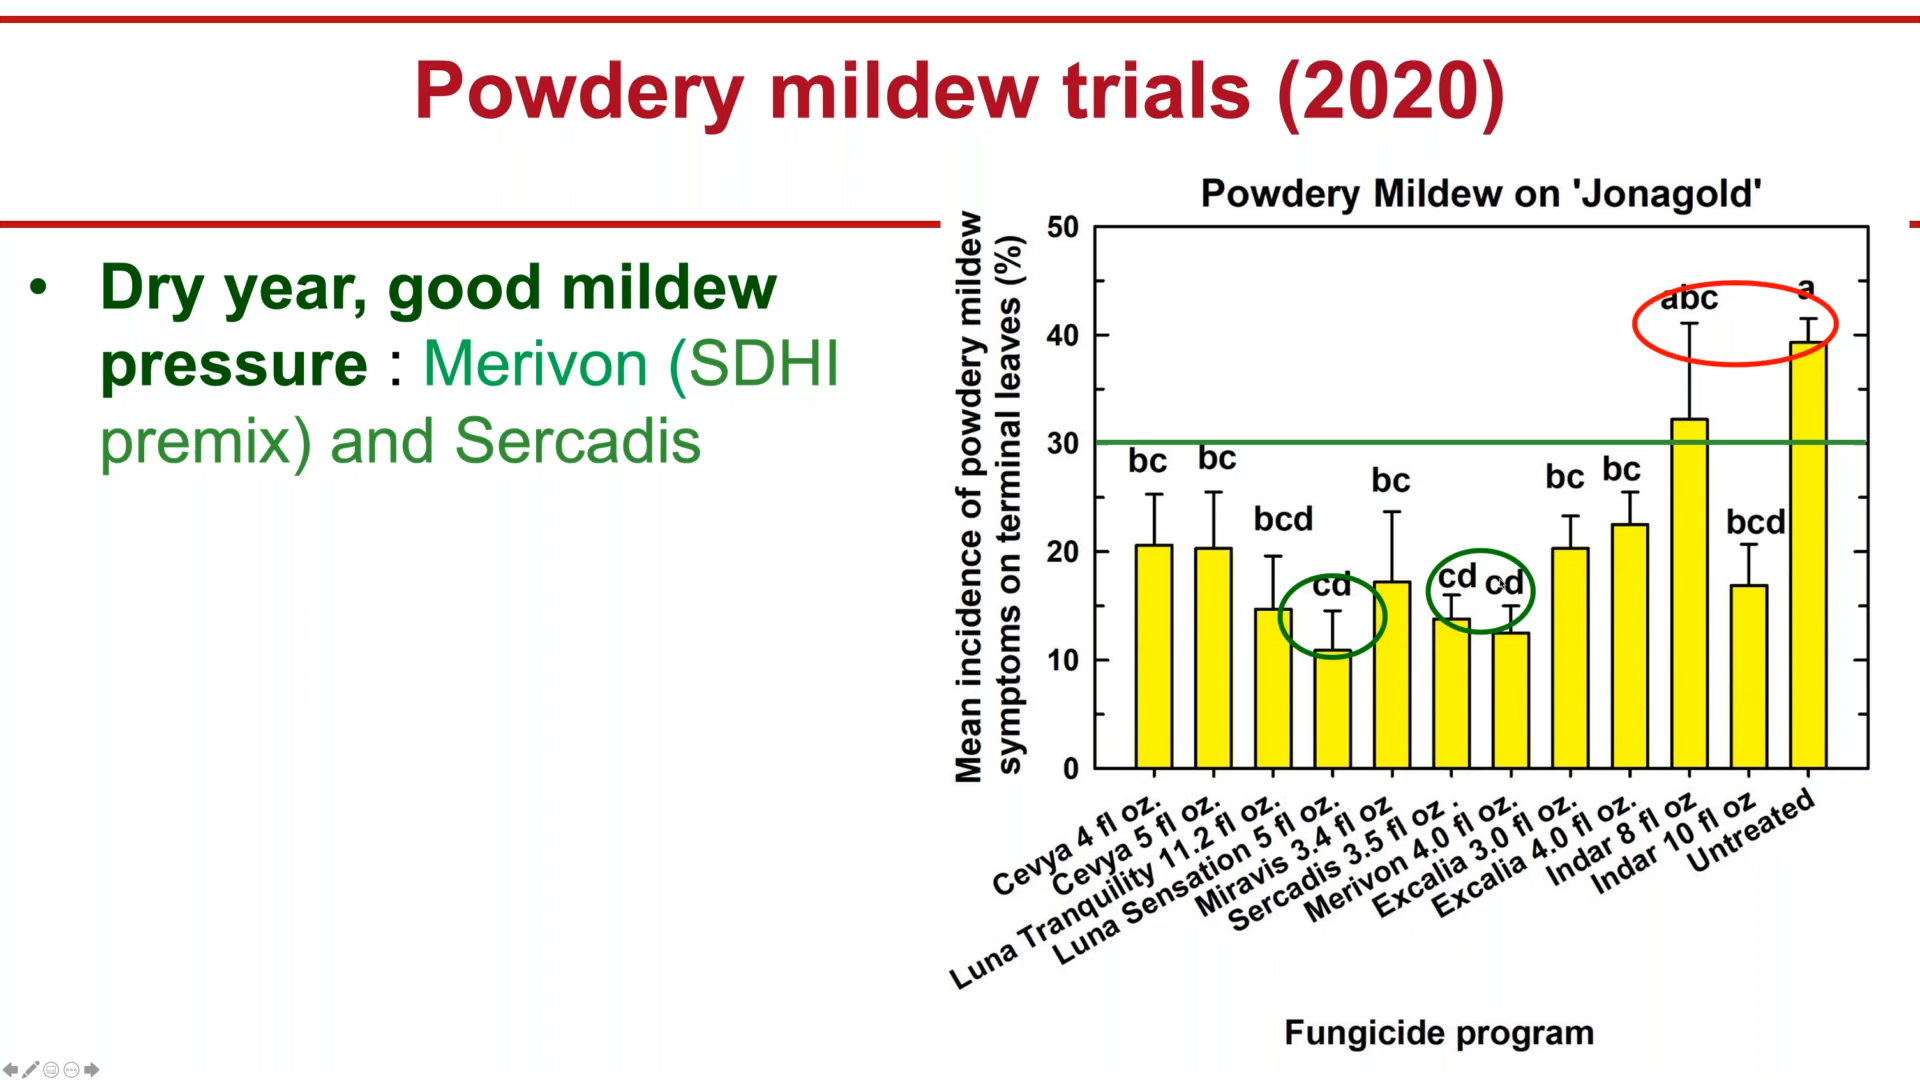 Powdery mildew trials (2020)
• Dry year, good mildew
pressure : Merivon (SDHI
premix) and Sercadis
Powdery Mildew on 'Jonagold'
Mean incidence of powdery mildew
symptoms on terminal leaves (%)
50
40
30
20
10
0
bc
bc
bcd
cd
bc
cd
cd
bc
bc
abc
bcd
a
Cevya 4 fl oz.
Cevya 5 fl oz.
Luna Tranquility 11.2 fl oz.
Luna Sensation 5 fl oz.
Miravis 3.4 fl oz
Sercadis 3.5 fl oz .
Merivon 4.0 fl oz.
Excalia 3.0 fl oz.
Excalia 4.0 fl oz.
Indar 8 fl oz
Indar 10 fl oz
Untreated
Fungicide program